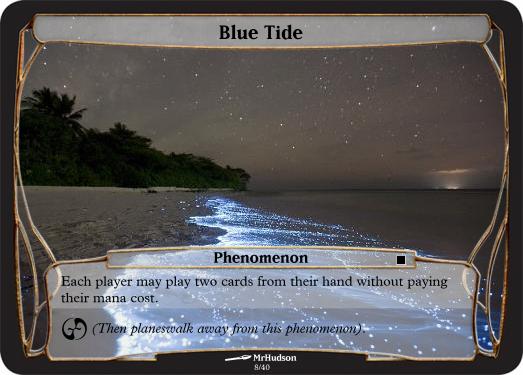 Blue Tide
Phenomenon
Each player may play two cards from their hand without paying
their mana cost.
(Then planeswalk away from this phenomenon).
MrHudson
8/40